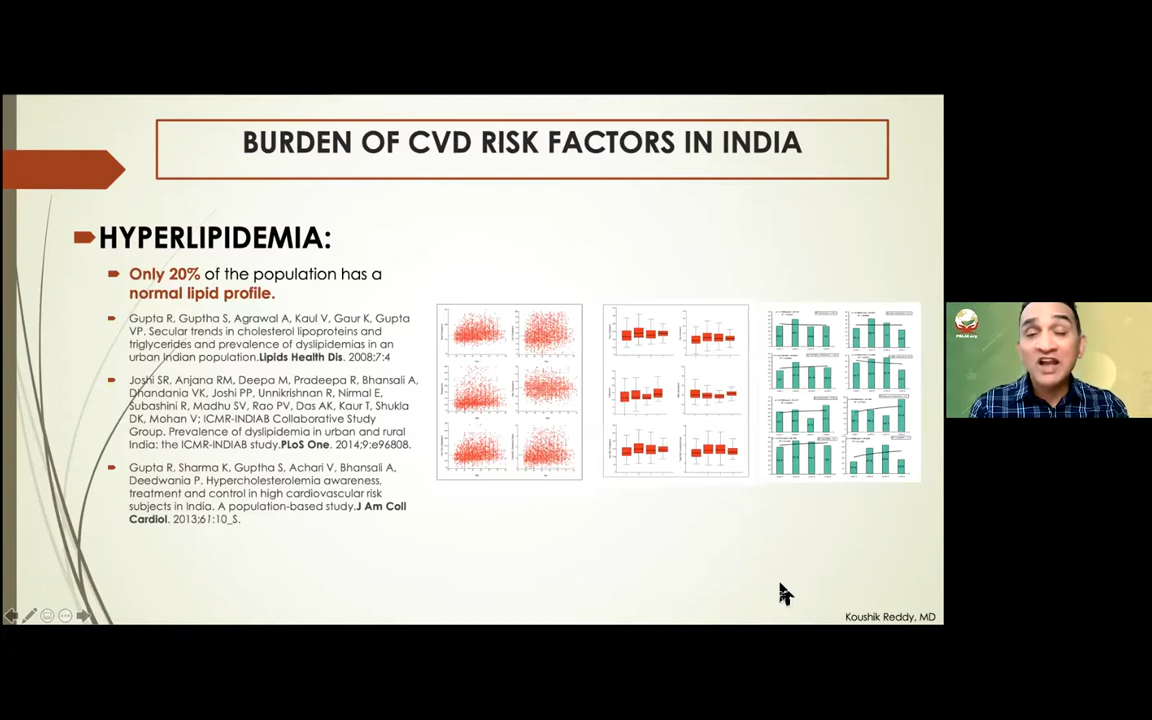 BURDEN OF CVD RISK FACTORS IN INDIA
HYPERLIPIDEMIA:
Only 20% of the population has a
normal lipid profile.
Gupta R, Guptha S, Agrawal A, Kaul V, Gaur K, Gupta
VP. Secular trends in cholesterol lipoproteins and
triglycerides and prevalence of dyslipidemias in an
urban Indian population.Lipids Health Dis. 2008;7:4
Joshi SR, Anjana RM, Deepa M, Pradeepa R, Bhansali A,
Dhandania VK, Joshi PP, Unnikrishnan R, Nirmal E,
Subashini R, Madhu SV, Rao PV, Das AK, Kaur T, Shukla
DK, Mohan V; ICMR-INDIAB Collaborative Study
Group. Prevalence of dyslipidemia in urban and rural
India: the ICMR-INDIAB study.PLoS One. 2014;9:e96808.
Gupta R, Sharma K, Guptha S, Achari V, Bhansali A,
Deedwania P. Hypercholesterolemia awareness,
treatment and control in high cardiovascular risk
subjects in India. A population-based study.J Am Coll
Cardiol. 2013;61:10_S.
Koushik Reddy, MD